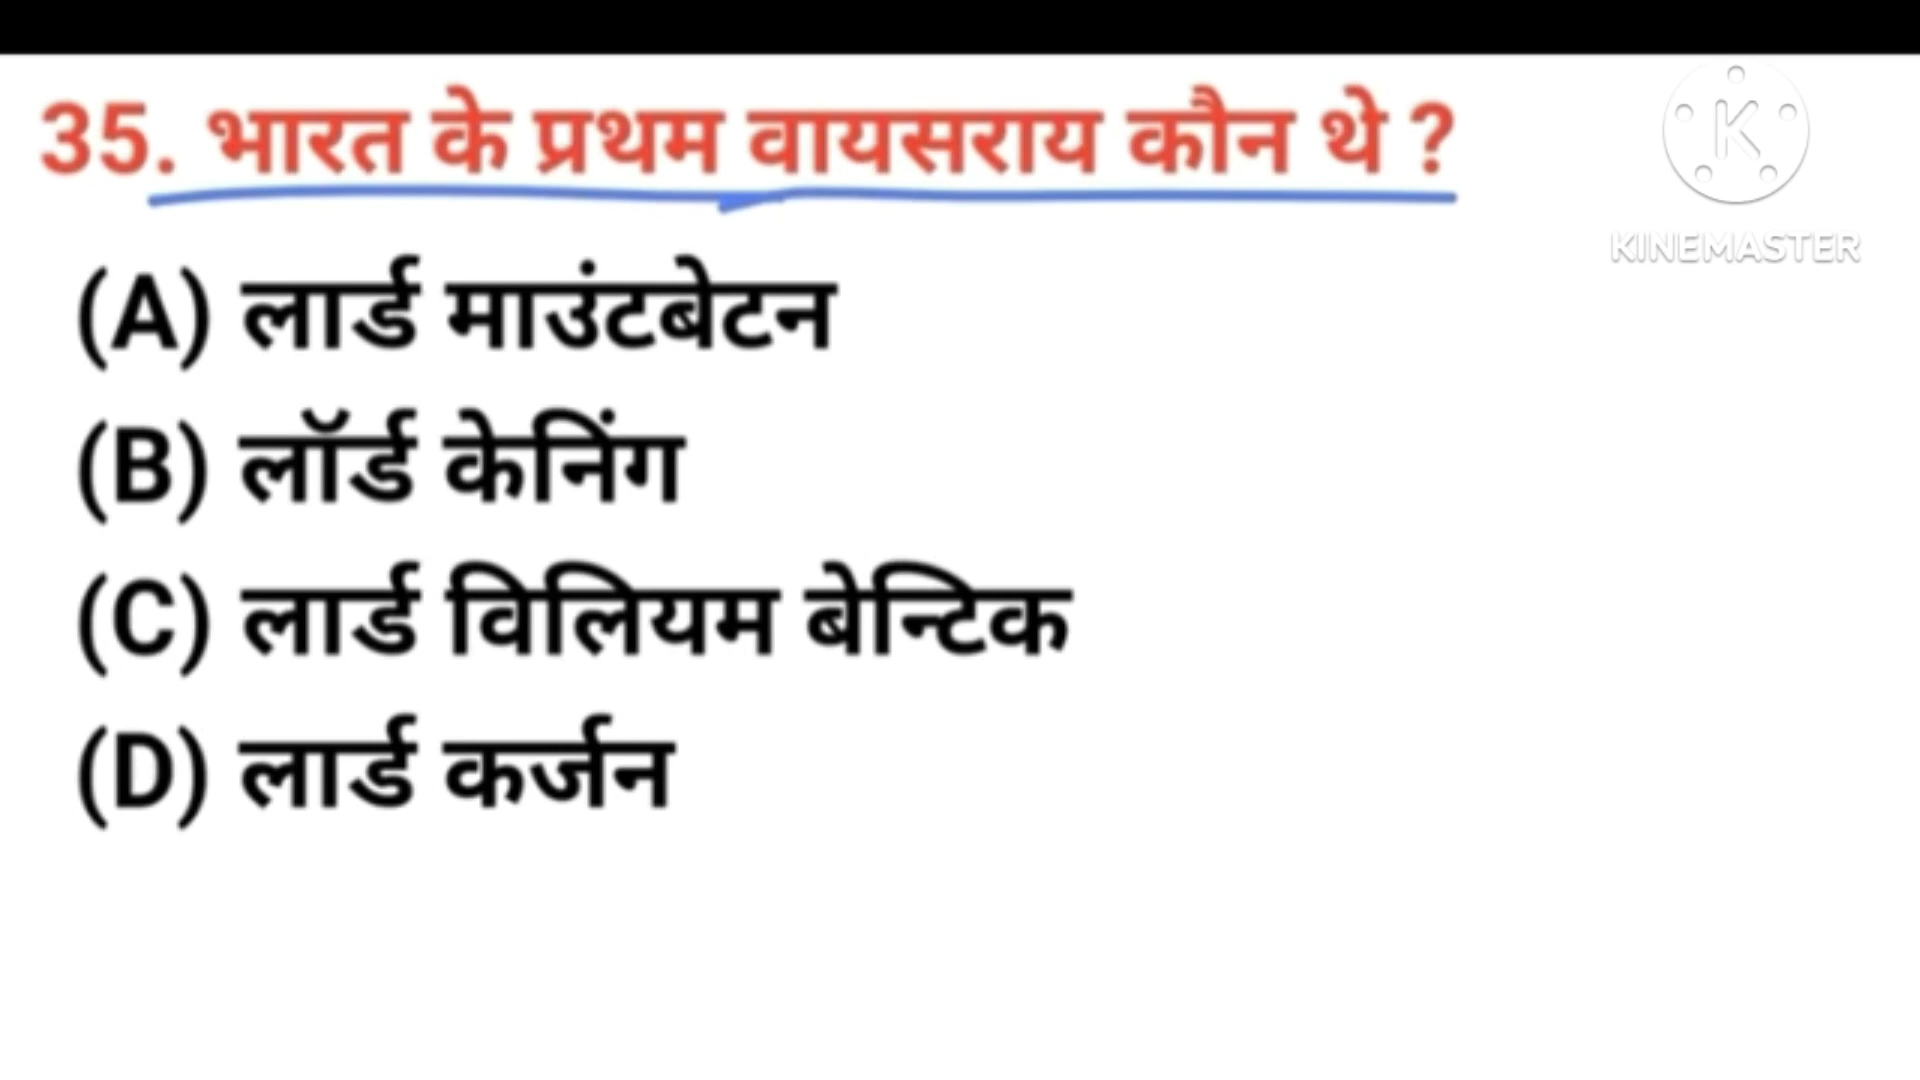 35. भारत के प्रथम वायसराय कौन थे ?
(A) लार्ड माउंटबेटन
(B) लॉर्ड केनिंग
(C) लार्ड विलियम बेन्टिक
(D) लार्ड कर्जन
K
KINEMASTER